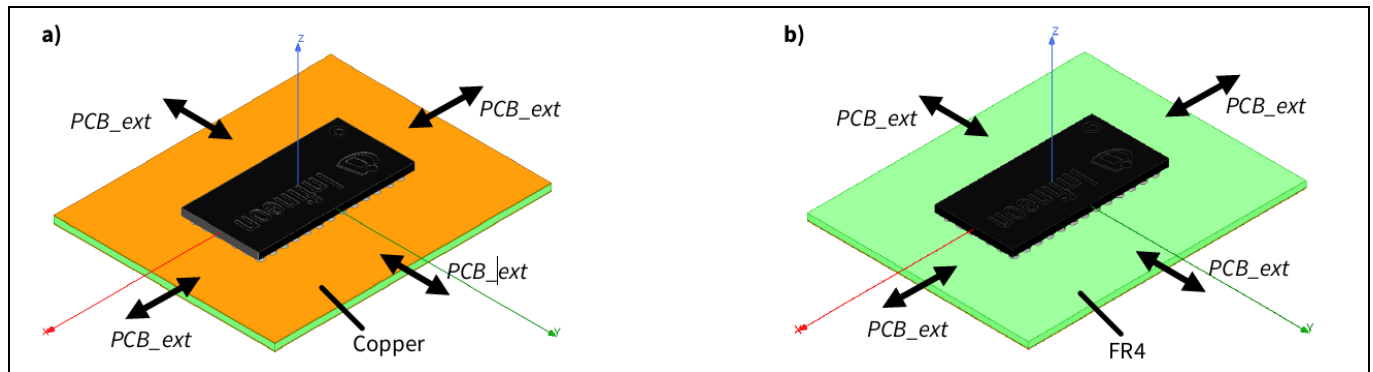 a)
Z
PCB_ext
PCB_ext
Infineon
PCB_ext
PCB_ext
X
Y
Copper
b)
Z
PCB_ext
PCB_ext
Infineon
PCB_ext
PCB_ext
X
Y
FR4